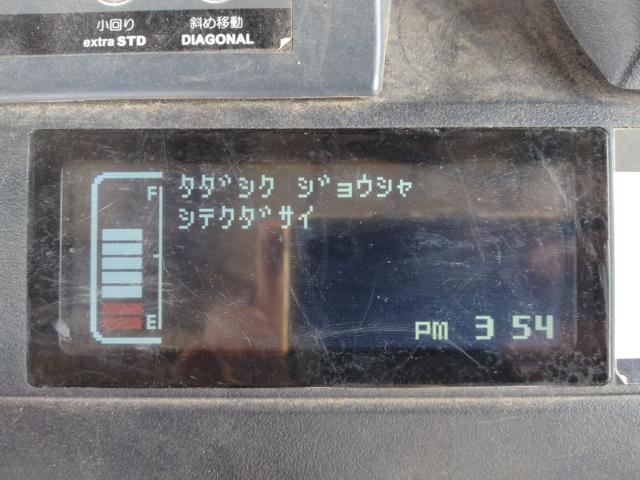 小回り 斜め移動
extra STD DIAGONAL
F
タダシク ジョウシャ
シテクダサイ
E
PM 3 54